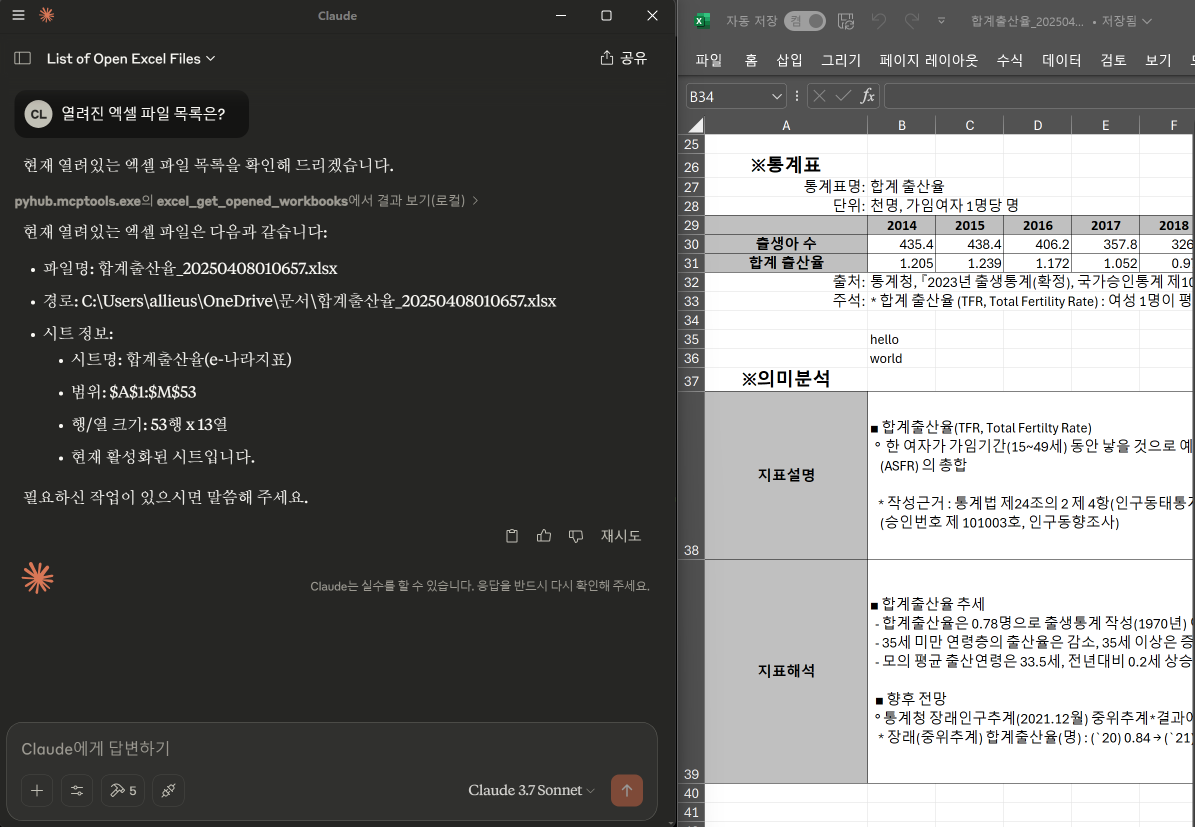 Claude
List of Open Excel Files
공유
CL 열려진 엑셀 파일 목록은?
현재 열려있는 엑셀 파일 목록을 확인해 드리겠습니다.
pyhub.mcptools.exe의 excel_get_opened_workbooks에서 결과 보기(로컬)
현재 열려있는 엑셀 파일은 다음과 같습니다:
• 파일명: 합계출산율_20250408010657.xlsx
• 경로: C:\Users\allieus\OneDrive\문서\합계출산율_20250408010657.xlsx
• 시트 정보:
• 시트명: 합계출산율(e-나라지표)
• 범위: $A$1:$M$53
• 행/열 크기: 53행 x 13열
• 현재 활성화된 시트입니다.
필요하신 작업이 있으시면 말씀해 주세요.
재시도
Claude는 실수를 할 수 있습니다. 응답을 반드시 다시 확인해 주세요.
Claude에게 답변하기
5
Claude 3.7 Sonnet
자동 저장 켬 합계출산율_202504... • 저장됨
파일 홈 삽입 그리기 페이지 레이아웃 수식 데이터 검토 보기
B34 fx
A B C D E F
25
26 ※통계표
27 통계표명: 합계 출산율
28 단위: 천명, 가임여자 1명당 명
29 2014 2015 2016 2017 2018
30 출생아 수 435.4 438.4 406.2 357.8 326
31 합계 출산율 1.205 1.239 1.172 1.052 0.9
32 출처: 통계청, 『2023년 출생통계(확정), 국가승인통계 제10
33 주석: * 합계 출산율 (TFR, Total Fertility Rate) : 여성 1명이 평
34
35 hello
36 world
37 ※의미분석
■ 합계출산율(TFR, Total Fertilty Rate)
° 한 여자가 가임기간(15~49세) 동안 낳을 것으로 예
(ASFR) 의 총합
지표설명
* 작성근거 : 통계법 제24조의 2 제 4항(인구동태통계
(승인번호 제 101003호, 인구동향조사)
38
■ 합계출산율 추세
- 합계출산율은 0.78명으로 출생통계 작성(1970년)
- 35세 미만 연령층의 출산율은 감소, 35세 이상은 증
- 모의 평균 출산연령은 33.5세, 전년대비 0.2세 상승
지표해석
■ 향후 전망
° 통계청 장래인구추계(2021.12월) 중위추계*결과에
* 장래(중위추계) 합계출산율(명) : (`20) 0.84 → (`21)
39
40
41